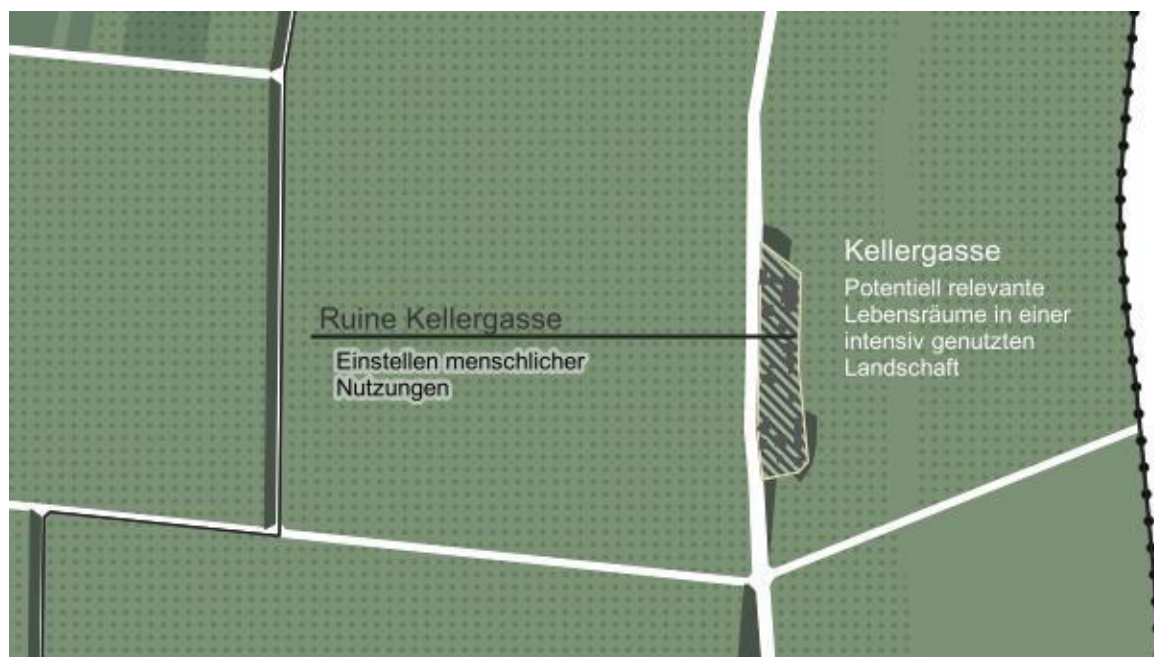 Ruine Kellergasse
Einstellen menschlicher
Nutzungen
Kellergasse
Potentiell relevante
Lebensräume in einer
intensiv genutzten
Landschaft